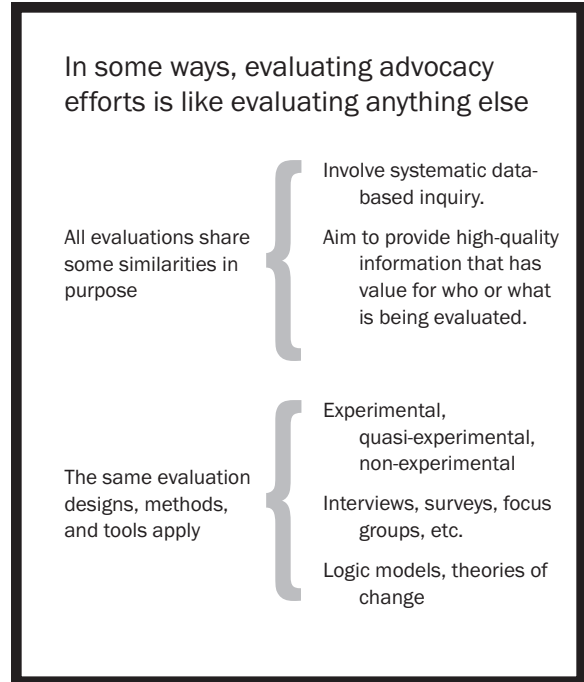 In some ways, evaluating advocacy
efforts is like evaluating anything else
All evaluations share
some similarities in
purpose
Involve systematic data-
based inquiry.
Aim to provide high-quality
information that has
value for who or what
is being evaluated.
The same evaluation
designs, methods,
and tools apply
Experimental,
quasi-experimental,
non-experimental
Interviews, surveys, focus
groups, etc.
Logic models, theories of
change